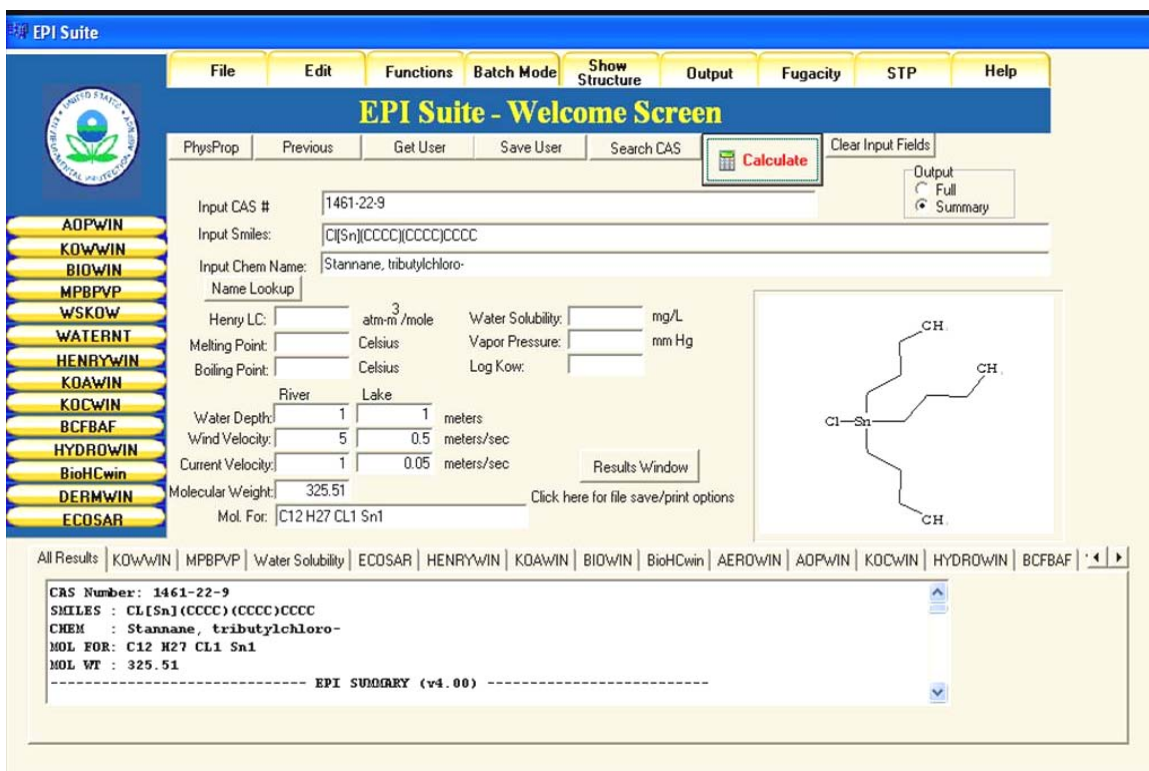 EPI Suite
File Edit Functions Batch Mode Show Structure Output Fugacity STP Help
EPI Suite - Welcome Screen
PhysProp Previous Get User Save User Search CAS Calculate Clear Input Fields
Output
Full
Summary
Input CAS # 1461-22-9
Input Smiles: Cl[Sn](CCCC)(CCCC)CCCC
Input Chem Name: Stannane, tributylchloro-
Name Lookup
Henry LC: atm-m3/mole Water Solubility: mg/L
Melting Point: Celsius Vapor Pressure: mm Hg
Boiling Point: Celsius Log Kow:
River Lake
Water Depth: 1 1 meters
Wind Velocity: 5 0.5 meters/sec
Current Velocity: 1 0.05 meters/sec
Molecular Weight: 325.51
Mol. For: C12 H27 CL1 Sn1
Results Window
Click here for file save/print options
CH
CH
Cl-Sn
CH
UNITED STATES
AOPWIN
KOWWIN
BIOWIN
MPBPVP
WSKOW
WATERNT
HENRYWIN
KOAWIN
KOCWIN
BCFBAF
HYDROWIN
BioHCwin
DERMWIN
ECOSAR
All Results KOWWIN MPBPVP Water Solubility ECOSAR HENRYWIN KOAWIN BIOWIN BioHCwin AEROWIN AOPWIN KOCWIN HYDROWIN BCFBAF
CAS Number: 1461-22-9
SMILES : CL[Sn](CCCC)(CCCC)CCCC
CHEM : Stannane, tributylchloro-
MOL FOR: C12 H27 CL1 Sn1
MOL WT : 325.51
------------------------------ EPI SUMMARY (v4.00) --------------------------